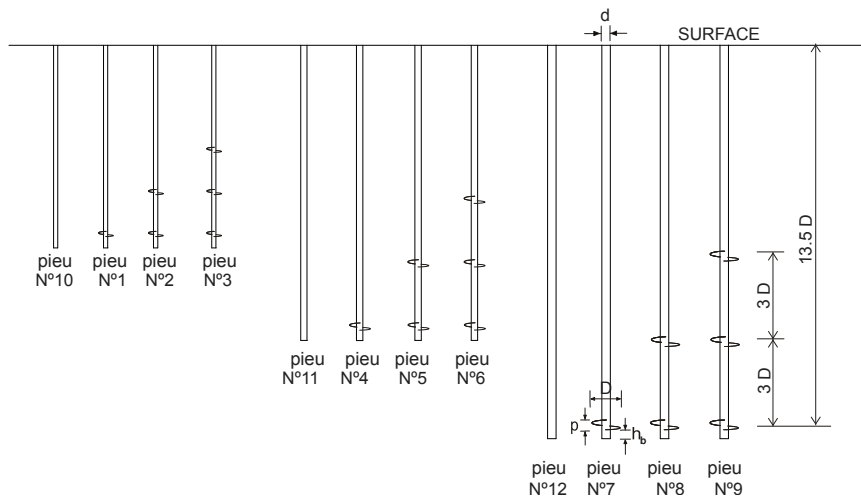 d
SURFACE
13.5 D
3 D
3 D
pieu
Nº10
pieu
Nº1
pieu
Nº2
pieu
Nº3
pieu
Nº11
pieu
Nº4
pieu
Nº5
pieu
Nº6
D
p
hb
pieu
Nº12
pieu
Nº7
pieu
Nº8
pieu
Nº9